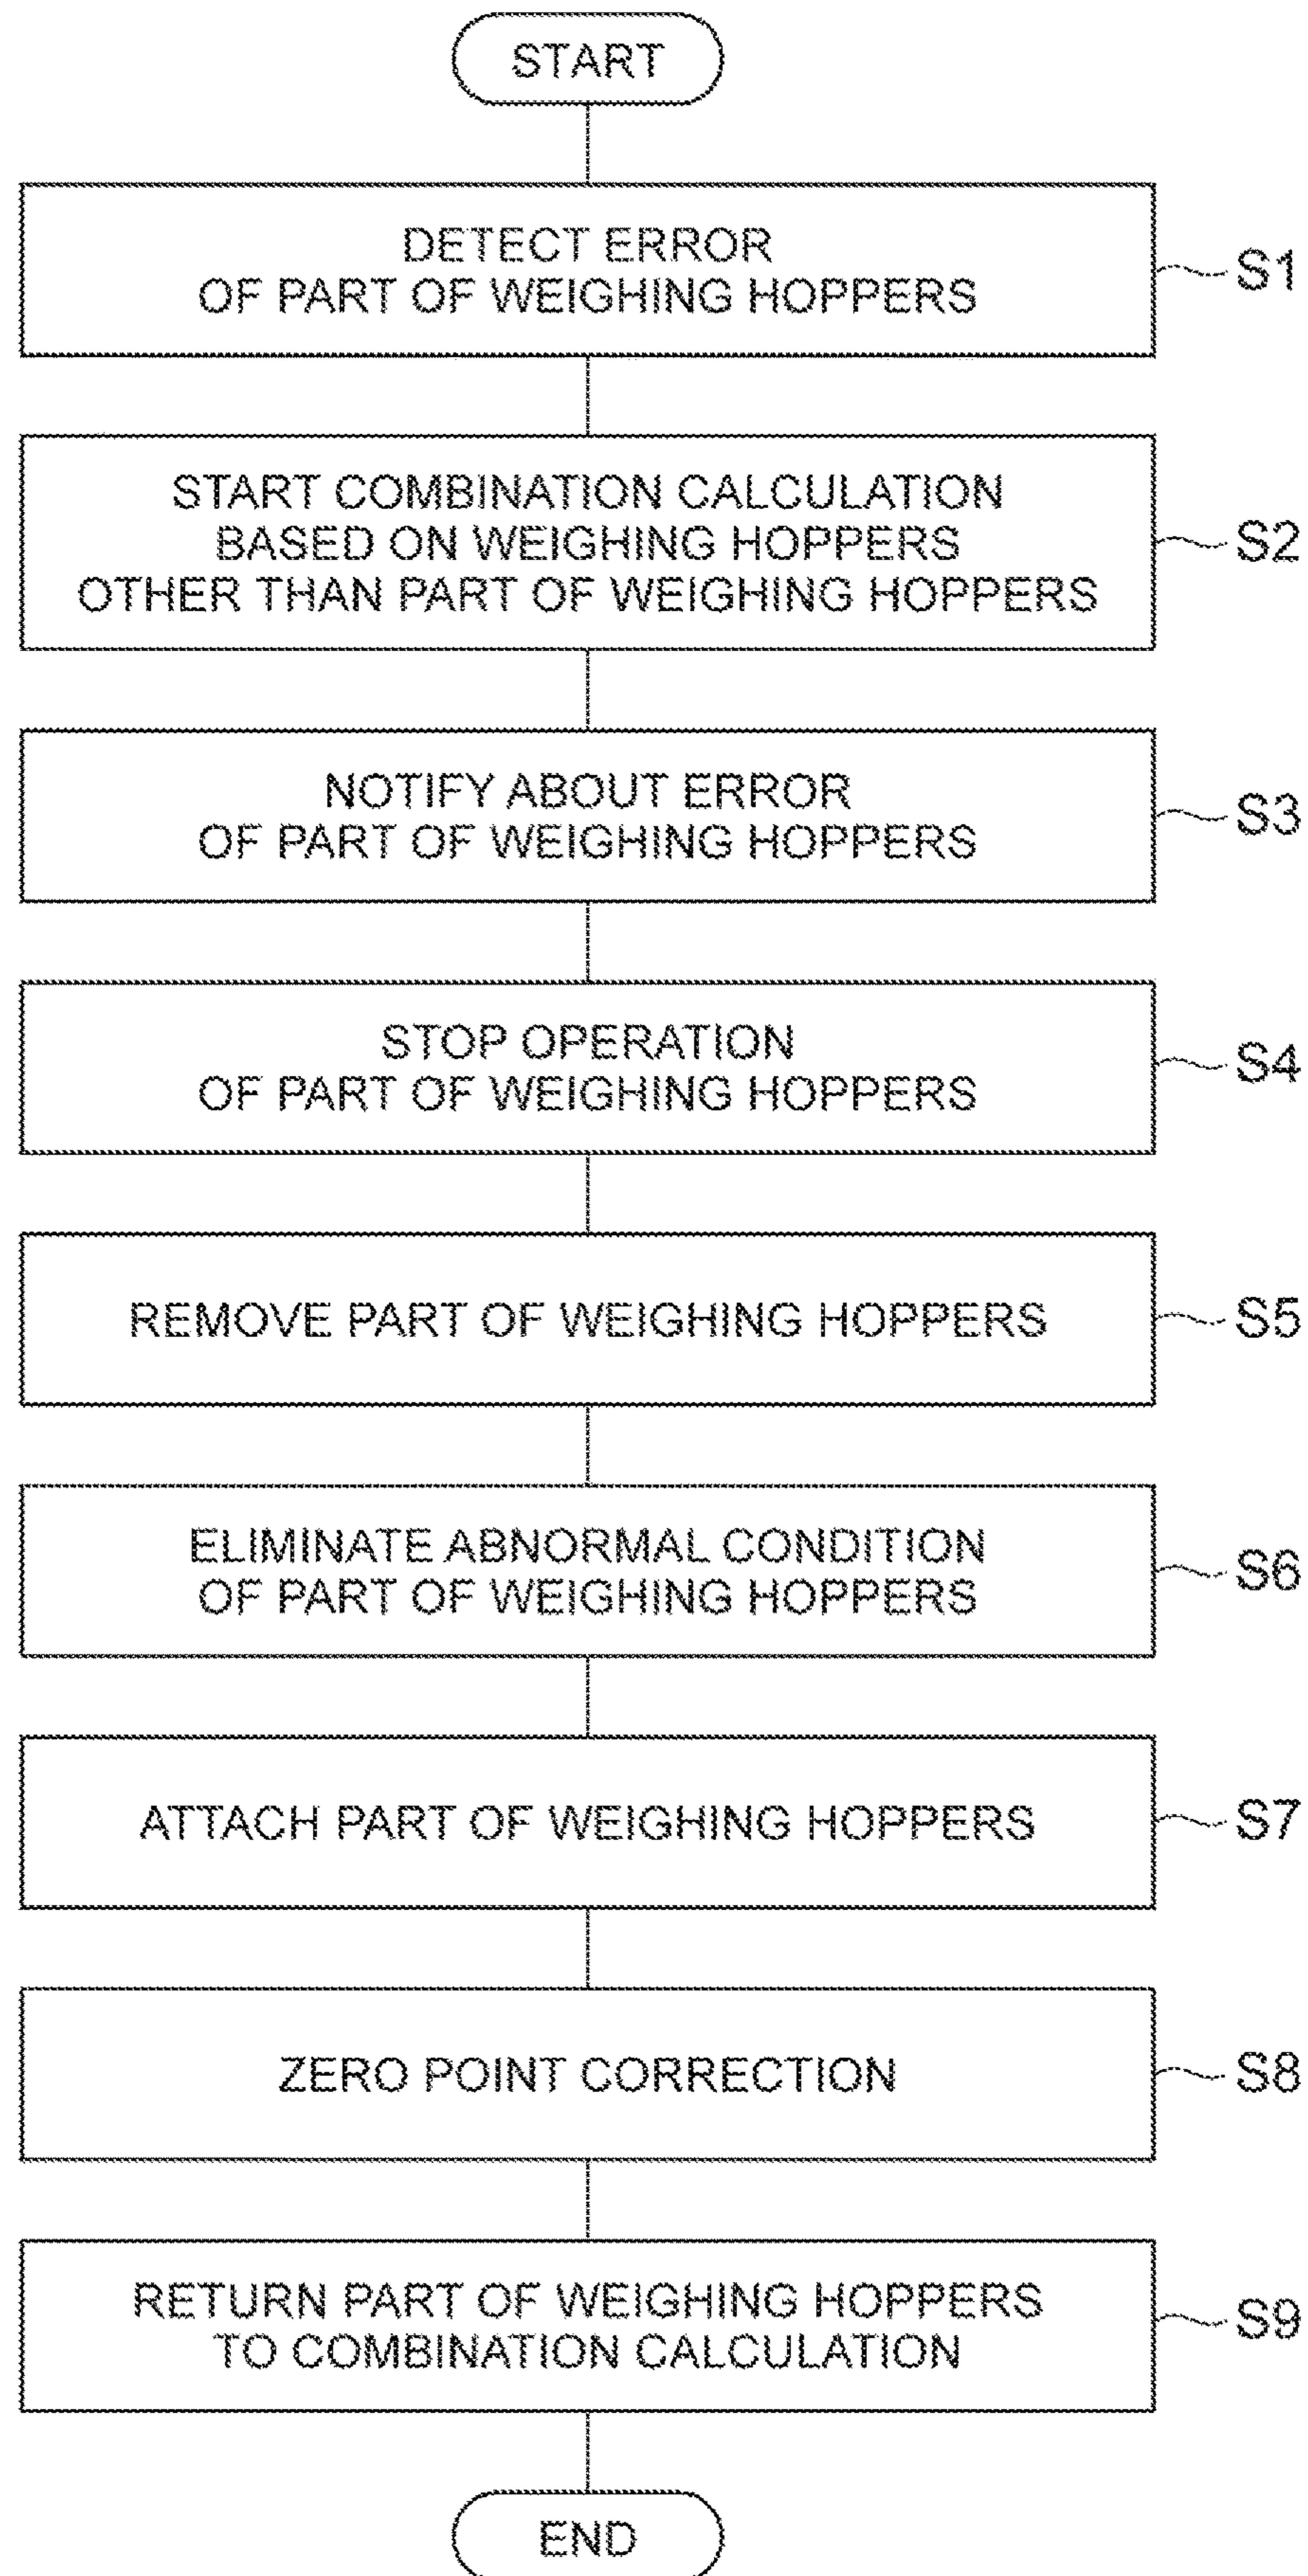 START
DETECT ERROR
OF PART OF WEIGHING HOPPERS
S1
START COMBINATION CALCULATION
BASED ON WEIGHING HOPPERS
OTHER THAN PART OF WEIGHING HOPPERS
S2
NOTIFY ABOUT ERROR
OF PART OF WEIGHING HOPPERS
S3
STOP OPERATION
OF PART OF WEIGHING HOPPERS
S4
REMOVE PART OF WEIGHING HOPPERS
S5
ELIMINATE ABNORMAL CONDITION
OF PART OF WEIGHING HOPPERS
S6
ATTACH PART OF WEIGHING HOPPERS
S7
ZERO POINT CORRECTION
S8
RETURN PART OF WEIGHING HOPPERS
TO COMBINATION CALCULATION
S9
END